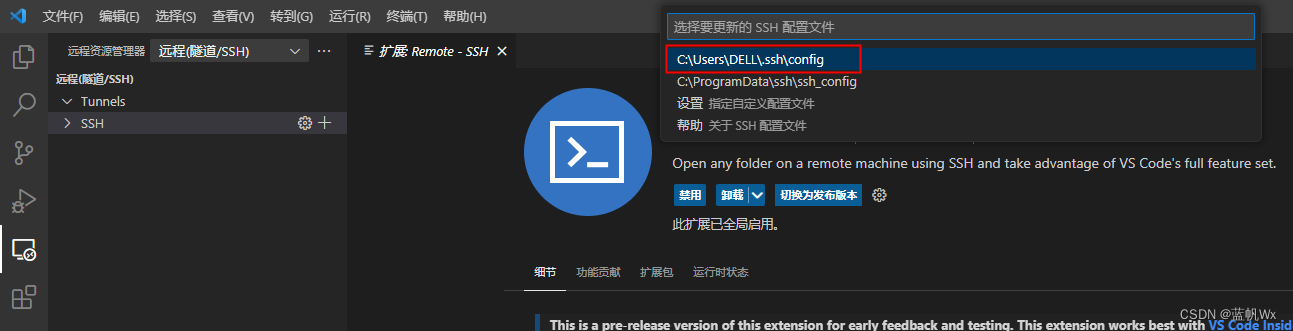 文件(F) 编辑(E) 选择(S) 查看(V) 转到(G) 运行(R) 终端(T) 帮助(H)
选择要更新的 SSH 配置文件
C:\Users\DELL\.ssh\config
C:\ProgramData\ssh\ssh_config
设置 指定自定义配置文件
帮助 关于 SSH 配置文件
远程资源管理器 远程(隧道/SSH)
远程(隧道/SSH)
Tunnels
SSH
扩展 Remote - SSH
Open any folder on a remote machine using SSH and take advantage of VS Code's full feature set.
禁用 卸载 切换为发布版本
此扩展已全局启用。
细节 功能贡献 扩展包 运行时状态
This is a pre-release version of this extension for early feedback and testing. This extension works best with VS Code Insid
CSDN @蓝帆Wx